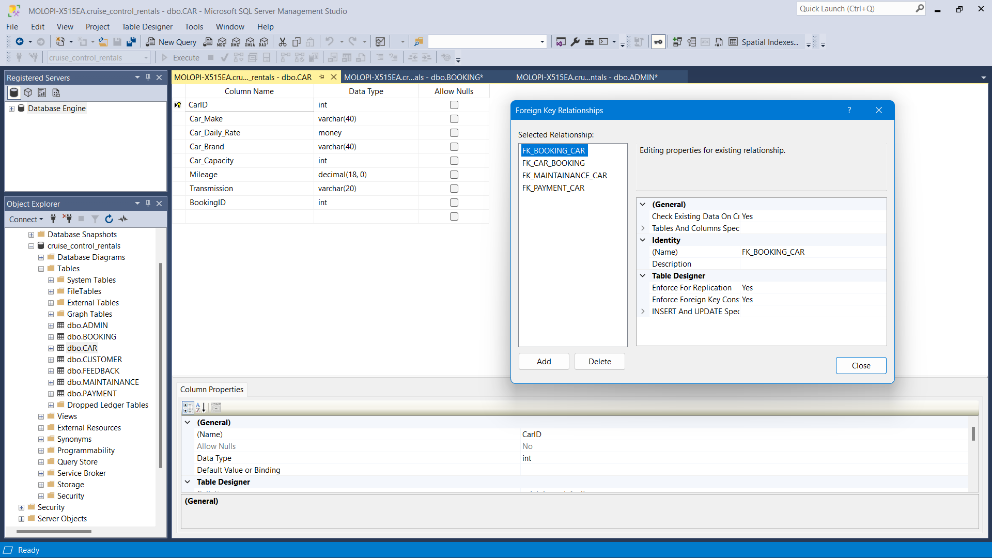 MOLOPI-X515EA.cruise_control_rentals - dbo.CAR - Microsoft SQL Server Management Studio
Quick Launch (Ctrl+Q)
File Edit View Project Table Designer Tools Window Help
New Query
Spatial Indexes...
cruise_control_rentals
Execute
Registered Servers
Database Engine
Object Explorer
Connect
Database Snapshots
cruise_control_rentals
Database Diagrams
Tables
System Tables
FileTables
External Tables
Graph Tables
dbo.ADMIN
dbo.BOOKING
dbo.CAR
dbo.CUSTOMER
dbo.FEEDBACK
dbo.MAINTAINANCE
dbo.PAYMENT
Dropped Ledger Tables
Views
External Resources
Synonyms
Programmability
Query Store
Service Broker
Storage
Security
Security
Server Objects
MOLOPI-X515EA.cru..._rentals - dbo.CAR
MOLOPI-X515EA.cr...als - dbo.BOOKING*
MOLOPI-X515EA.cru...ntals - dbo.ADMIN*
Column Name Data Type Allow Nulls
CarID int
Car_Make varchar(40)
Car_Daily_Rate money
Car_Brand varchar(40)
Car_Capacity int
Mileage decimal(18, 0)
Transmission varchar(20)
BookingID int
Foreign Key Relationships ?
Selected Relationship:
FK_BOOKING_CAR
FK_CAR_BOOKING
FK_MAINTAINANCE_CAR
FK_PAYMENT_CAR
Editing properties for existing relationship.
(General)
Check Existing Data On Cr Yes
Tables And Columns Spec
Identity
(Name) FK_BOOKING_CAR
Description
Table Designer
Enforce For Replication Yes
Enforce Foreign Key Cons Yes
INSERT And UPDATE Spec
Add Delete
Close
Column Properties
(General)
(Name) CarID
Allow Nulls No
Data Type int
Default Value or Binding
Table Designer
(General)
Ready